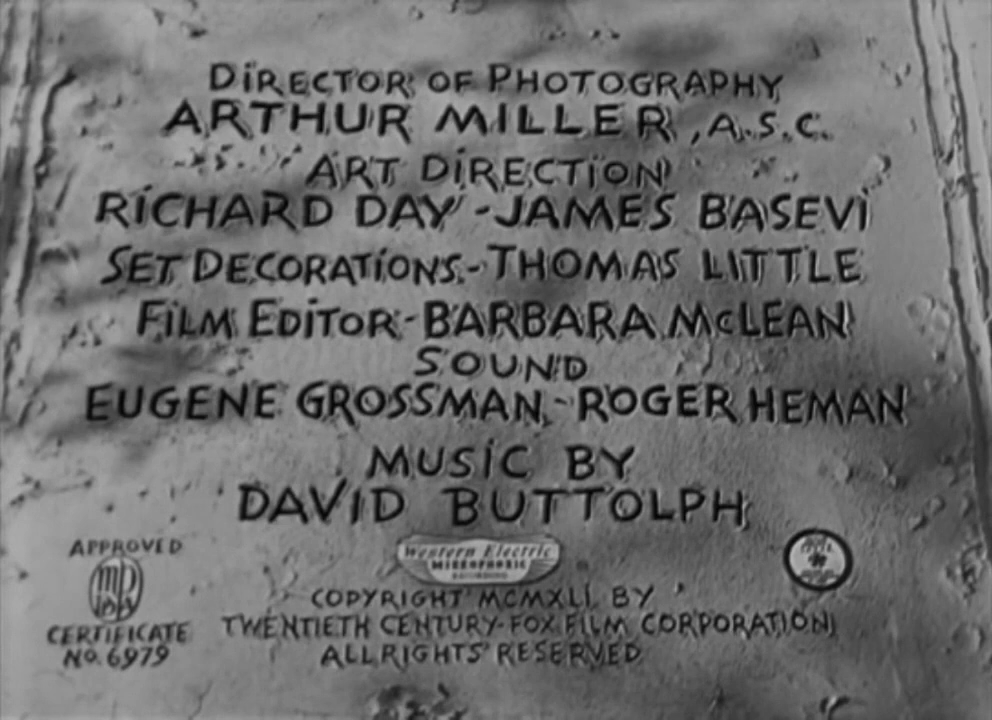 DiRECTOR OF PHOTOGRAPHY
ARTHUR MILLER, A.S.C.
ART DiRECTiON
RiCHARD DAY - JAMES BASEVi
SET DECORATiONS - THOMAS LITTLE
FiLM EDiTOR - BARBARA McLEAN
SOUND
EUGENE GROSSMAN - ROGER HEMAN
MUSiC BY
DAVID BUTTOLPH
APPROVED
CERTIFICATE
No. 6979
Western Electric
MIRROPHONIC
RECORDING
COPYRIGHT MCMXLI BY
TWENTIETH CENTURY-FOX FILM CORPORATION
ALL RIGHTS RESERVED